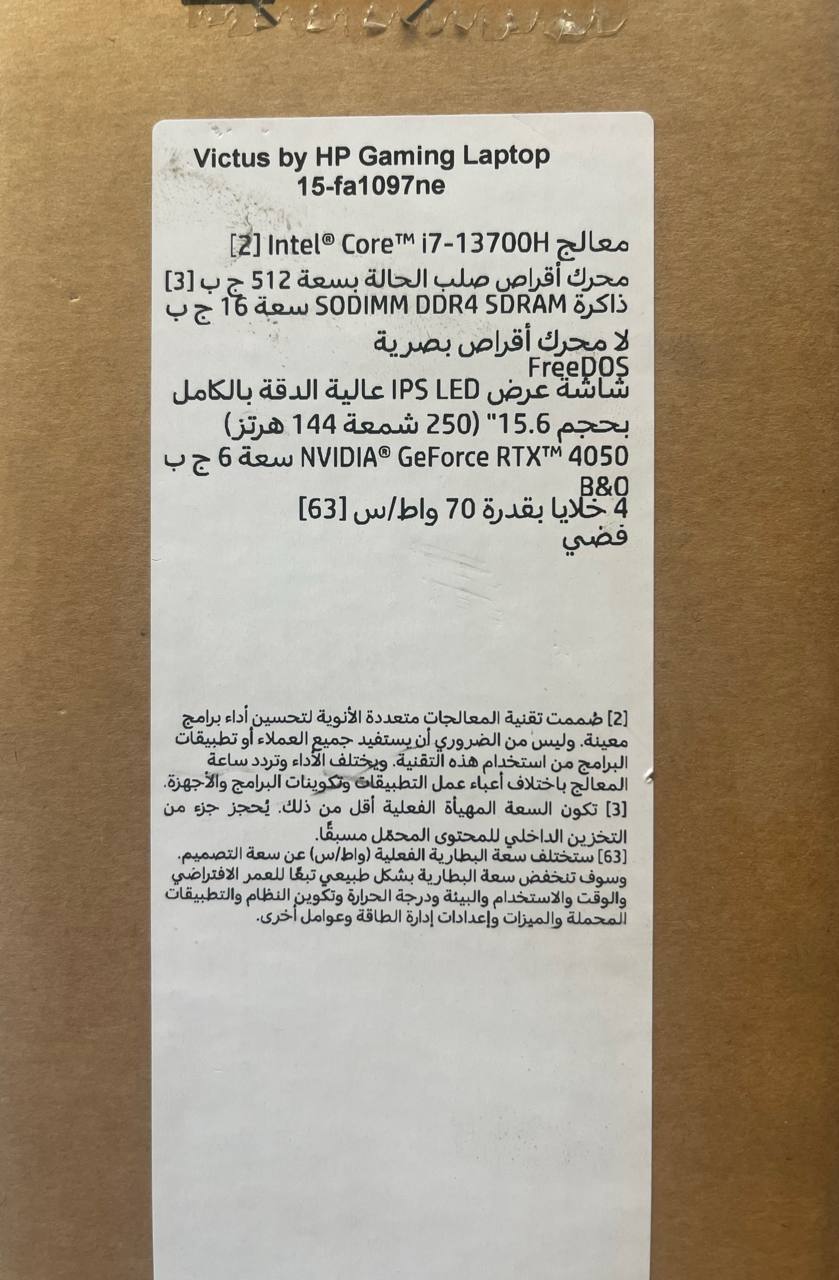 Victus by HP Gaming Laptop
15-fa1097ne
معالج Intel® Core™ i7-13700H [2]
محرك أقراص صلب الحالة بسعة 512 ج ب [3]
ذاكرة SODIMM DDR4 SDRAM سعة 16 ج ب
لا محرك أقراص بصرية
FreeDOS
شاشة عرض IPS LED عالية الدقة بالكامل
بحجم 15.6" (250 شمعة 144 هرتز)
NVIDIA® GeForce RTX™ 4050 سعة 6 ج ب
B&O
4 خلايا بقدرة 70 واط/س [63]
فضي
[2] صُممت تقنية المعالجات متعددة الأنوية لتحسين أداء برامج
معينة. وليس من الضروري أن يستفيد جميع العملاء أو تطبيقات
البرامج من استخدام هذه التقنية. ويختلف الأداء وتردد ساعة
المعالج باختلاف أعباء عمل التطبيقات وتكوينات البرامج والأجهزة.
[3] تكون السعة المهيأة الفعلية أقل من ذلك. يُحجز جزء من
التخزين الداخلي للمحتوى المحمّل مسبقًا.
[63] ستختلف سعة البطارية الفعلية (واط/س) عن سعة التصميم.
وسوف تنخفض سعة البطارية بشكل طبيعي تبعًا للعمر الافتراضي
والوقت والاستخدام والبيئة ودرجة الحرارة وتكوين النظام والتطبيقات
المحملة والميزات وإعدادات إدارة الطاقة وعوامل أخرى.